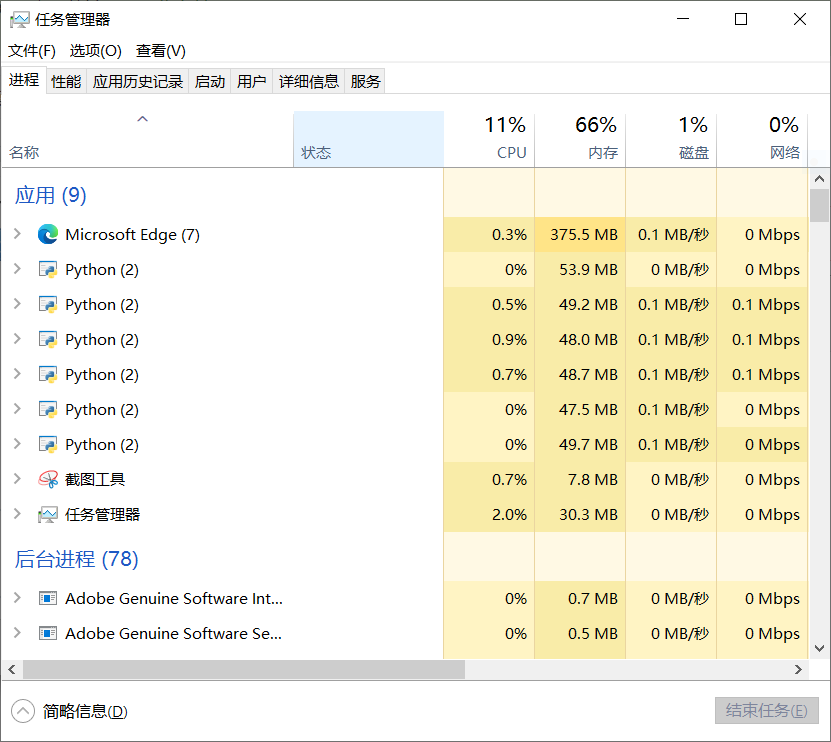 任务管理器
文件(F) 选项(O) 查看(V)
进程 性能 应用历史记录 启动 用户 详细信息 服务
11% 66% 1% 0%
名称 状态 CPU 内存 磁盘 网络
应用 (9)
Microsoft Edge (7) 0.3% 375.5 MB 0.1 MB/秒 0 Mbps
Python (2) 0% 53.9 MB 0 MB/秒 0 Mbps
Python (2) 0.5% 49.2 MB 0.1 MB/秒 0.1 Mbps
Python (2) 0.9% 48.0 MB 0.1 MB/秒 0.1 Mbps
Python (2) 0.7% 48.7 MB 0.1 MB/秒 0.1 Mbps
Python (2) 0% 47.5 MB 0.1 MB/秒 0 Mbps
Python (2) 0% 49.7 MB 0.1 MB/秒 0 Mbps
截图工具 0.7% 7.8 MB 0 MB/秒 0 Mbps
任务管理器 2.0% 30.3 MB 0 MB/秒 0 Mbps
后台进程 (78)
Adobe Genuine Software Int... 0% 0.7 MB 0 MB/秒 0 Mbps
Adobe Genuine Software Se... 0% 0.5 MB 0 MB/秒 0 Mbps
简略信息(D) 结束任务(E)